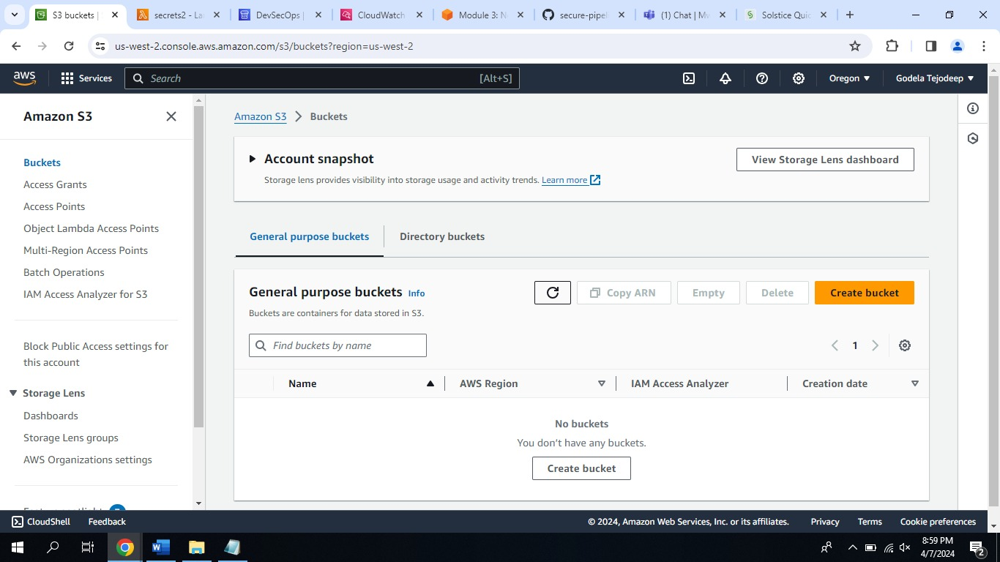 S3 buckets |
secrets2 - La
DevSecOps |
CloudWatch
Module 3: N
secure-pipel
(1) Chat | M
Solstice Quic
us-west-2.console.aws.amazon.com/s3/buckets?region=us-west-2
aws
Services
Search
[Alt+S]
Oregon
Godela Tejodeep
Amazon S3
Buckets
Access Grants
Access Points
Object Lambda Access Points
Multi-Region Access Points
Batch Operations
IAM Access Analyzer for S3
Block Public Access settings for
this account
Storage Lens
Dashboards
Storage Lens groups
AWS Organizations settings
Amazon S3 > Buckets
Account snapshot
View Storage Lens dashboard
Storage lens provides visibility into storage usage and activity trends. Learn more
General purpose buckets
Directory buckets
General purpose buckets Info
Copy ARN
Empty
Delete
Create bucket
Buckets are containers for data stored in S3.
Find buckets by name
1
Name
AWS Region
IAM Access Analyzer
Creation date
No buckets
You don't have any buckets.
Create bucket
CloudShell
Feedback
© 2024, Amazon Web Services, Inc. or its affiliates.
Privacy
Terms
Cookie preferences
8:59 PM
4/7/2024
2